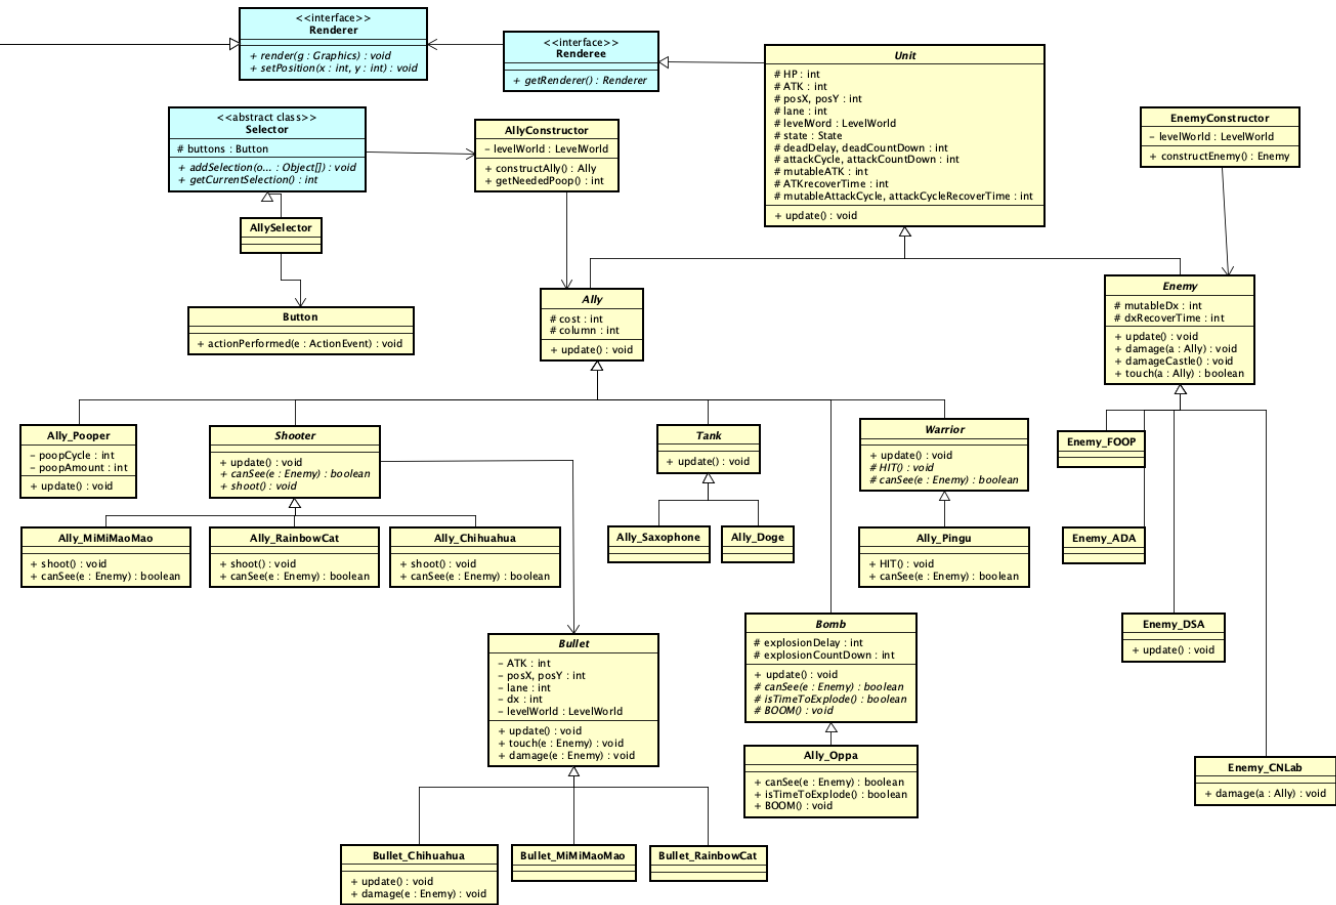 <<interface>>
Renderer
+ render(g : Graphics) : void
+ setPosition(x : int, y : int) : void
<<interface>>
Renderee
+ getRenderer() : Renderer
Unit
# HP : int
# ATK : int
# posX, posY : int
# lane : int
# levelWord : LevelWorld
# state : State
# deadDelay, deadCountDown : int
# attackCycle, attackCountDown : int
# mutableATK : int
# ATKrecoverTime : int
# mutableAttackCycle, attackCycleRecoverTime : int
+ update() : void
<<abstract class>>
Selector
# buttons : Button
+ addSelection(o... : Object[]) : void
+ getCurrentSelection() : int
AllyConstructor
- levelWorld : LevelWorld
+ constructAlly() : Ally
+ getNeededPoop() : int
EnemyConstructor
- levelWorld : LevelWorld
+ constructEnemy() : Enemy
AllySelector
Button
+ actionPerformed(e : ActionEvent) : void
Ally
# cost : int
# column : int
+ update() : void
Enemy
# mutableDx : int
# dxRecoverTime : int
+ update() : void
+ damage(a : Ally) : void
+ damageCastle() : void
+ touch(a : Ally) : boolean
Ally_Pooper
- poopCycle : int
- poopAmount : int
+ update() : void
Shooter
+ update() : void
+ canSee(e : Enemy) : boolean
+ shoot() : void
Tank
+ update() : void
Warrior
+ update() : void
# HIT() : void
# canSee(e : Enemy) : boolean
Enemy_FOOP
Ally_MiMiMaoMao
+ shoot() : void
+ canSee(e : Enemy) : boolean
Ally_RainbowCat
+ shoot() : void
+ canSee(e : Enemy) : boolean
Ally_Chihuahua
+ shoot() : void
+ canSee(e : Enemy) : boolean
Ally_Saxophone
Ally_Doge
Ally_Pingu
+ HIT() : void
+ canSee(e : Enemy) : boolean
Enemy_ADA
Bullet
- ATK : int
- posX, posY : int
- lane : int
- dx : int
- levelWorld : LevelWorld
+ update() : void
+ touch(e : Enemy) : void
+ damage(e : Enemy) : void
Bomb
# explosionDelay : int
# explosionCountDown : int
+ update() : void
# canSee(e : Enemy) : boolean
# isTimeToExplode() : boolean
# BOOM() : void
Enemy_DSA
+ update() : void
Ally_Oppa
+ canSee(e : Enemy) : boolean
+ isTimeToExplode() : boolean
+ BOOM() : void
Enemy_CNLab
+ damage(a : Ally) : void
Bullet_Chihuahua
+ update() : void
+ damage(e : Enemy) : void
Bullet_MiMiMaoMao
Bullet_RainbowCat